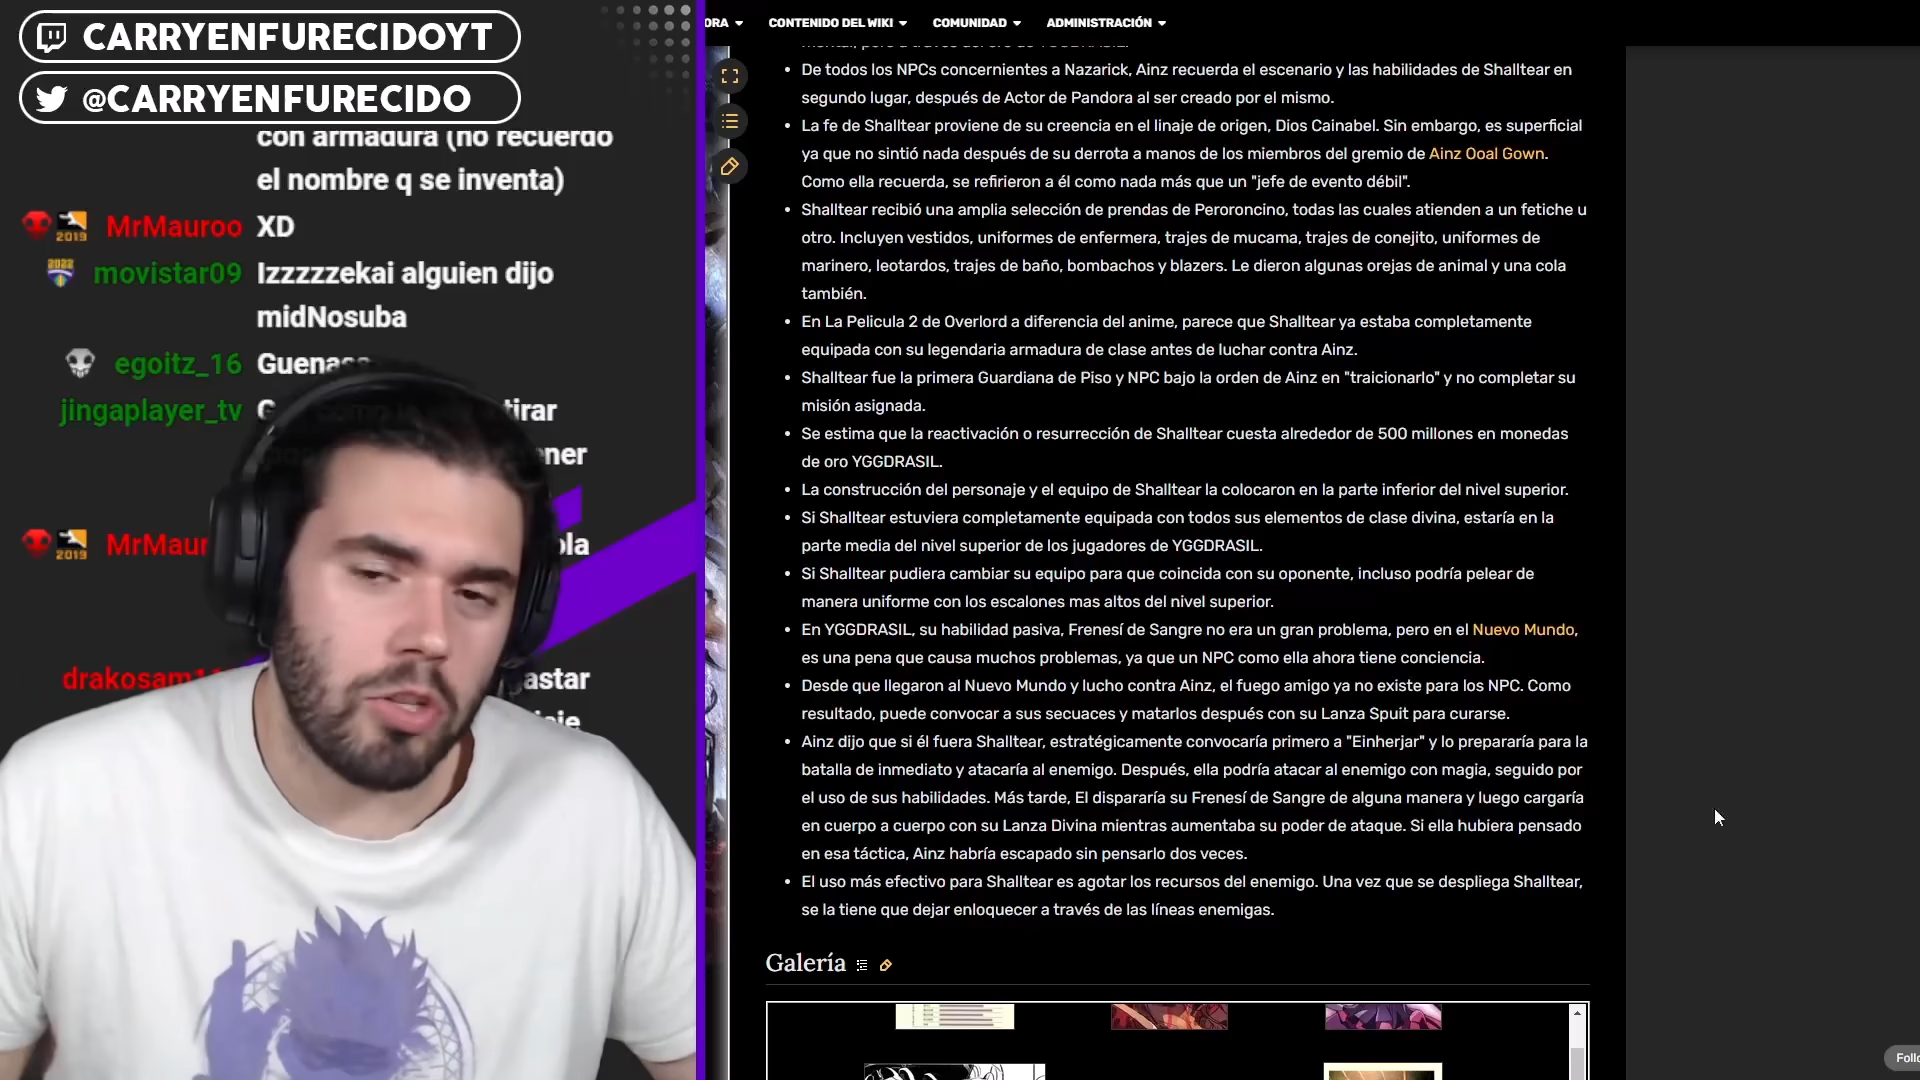 CARRYENFURECIDOYT
@CARRYENFURECIDO
con armadura (no recuerdo
el nombre q se inventa)
MrMauroo XD
movistar09 Izzzzzekai alguien dijo
midNosuba
egoitz_16 Guenas
jingaplayer_tv
tirar
ner
MrMaur
ola
drakosam
astar
CONTENIDO DEL WIKI
COMUNIDAD
ADMINISTRACIÓN
De todos los NPCs concernientes a Nazarick, Ainz recuerda el escenario y las habilidades de Shalltear en
segundo lugar, después de Actor de Pandora al ser creado por el mismo.
La fe de Shalltear proviene de su creencia en el linaje de origen, Dios Cainabel. Sin embargo, es superficial
ya que no sintió nada después de su derrota a manos de los miembros del gremio de Ainz Ooal Gown.
Como ella recuerda, se refirieron a él como nada más que un "jefe de evento débil".
Shalltear recibió una amplia selección de prendas de Peroroncino, todas las cuales atienden a un fetiche u
otro. Incluyen vestidos, uniformes de enfermera, trajes de mucama, trajes de conejito, uniformes de
marinero, leotardos, trajes de baño, bombachos y blazers. Le dieron algunas orejas de animal y una cola
también.
En La Pelicula 2 de Overlord a diferencia del anime, parece que Shalltear ya estaba completamente
equipada con su legendaria armadura de clase antes de luchar contra Ainz.
Shalltear fue la primera Guardiana de Piso y NPC bajo la orden de Ainz en "traicionarlo" y no completar su
misión asignada.
Se estima que la reactivación o resurrección de Shalltear cuesta alrededor de 500 millones en monedas
de oro YGGDRASIL.
La construcción del personaje y el equipo de Shalltear la colocaron en la parte inferior del nivel superior.
Si Shalltear estuviera completamente equipada con todos sus elementos de clase divina, estaría en la
parte media del nivel superior de los jugadores de YGGDRASIL.
Si Shalltear pudiera cambiar su equipo para que coincida con su oponente, incluso podría pelear de
manera uniforme con los escalones mas altos del nivel superior.
En YGGDRASIL, su habilidad pasiva, Frenesí de Sangre no era un gran problema, pero en el Nuevo Mundo,
es una pena que causa muchos problemas, ya que un NPC como ella ahora tiene conciencia.
Desde que llegaron al Nuevo Mundo y lucho contra Ainz, el fuego amigo ya no existe para los NPC. Como
resultado, puede convocar a sus secuaces y matarlos después con su Lanza Spuit para curarse.
Ainz dijo que si él fuera Shalltear, estratégicamente convocaría primero a "Einherjar" y lo prepararía para la
batalla de inmediato y atacaría al enemigo. Después, ella podría atacar al enemigo con magia, seguido por
el uso de sus habilidades. Más tarde, El dispararía su Frenesí de Sangre de alguna manera y luego cargaría
en cuerpo a cuerpo con su Lanza Divina mientras aumentaba su poder de ataque. Si ella hubiera pensado
en esa táctica, Ainz habría escapado sin pensarlo dos veces.
El uso más efectivo para Shalltear es agotar los recursos del enemigo. Una vez que se despliega Shalltear,
se la tiene que dejar enloquecer a través de las líneas enemigas.
Galería